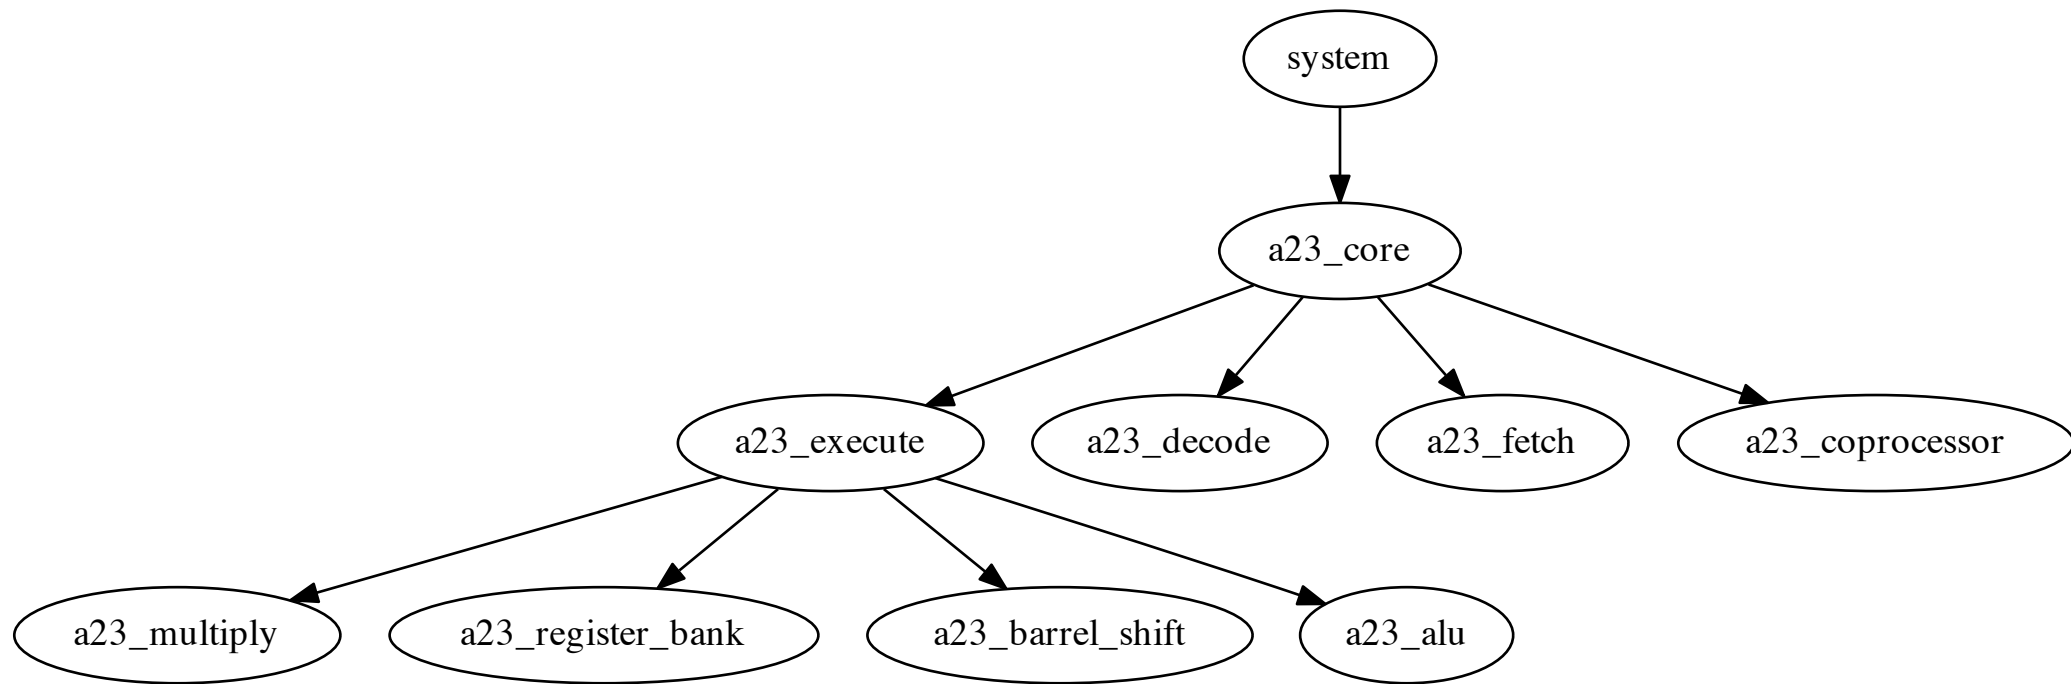 system
a23_core
a23_execute
a23_decode
a23_fetch
a23_coprocessor
a23_multiply
a23_register_bank
a23_barrel_shift
a23_alu